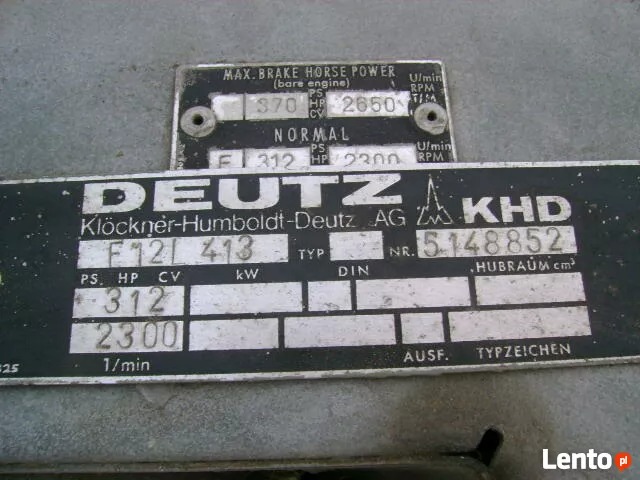 MAX. BRAKE HORSE POWER
(bare engine)
370 PS HP CV 2650 U/min RPM T/M
NORMAL
F 312 PS HP 2300 U/min RPM
DEUTZ KHD
Klöckner-Humboldt-Deutz AG
F12L 413 TYP NR. 5148852
PS. HP CV kW DIN HUBRAUM cm³
312
2300
1/min AUSF. TYPZEICHEN
325
Lento.pl